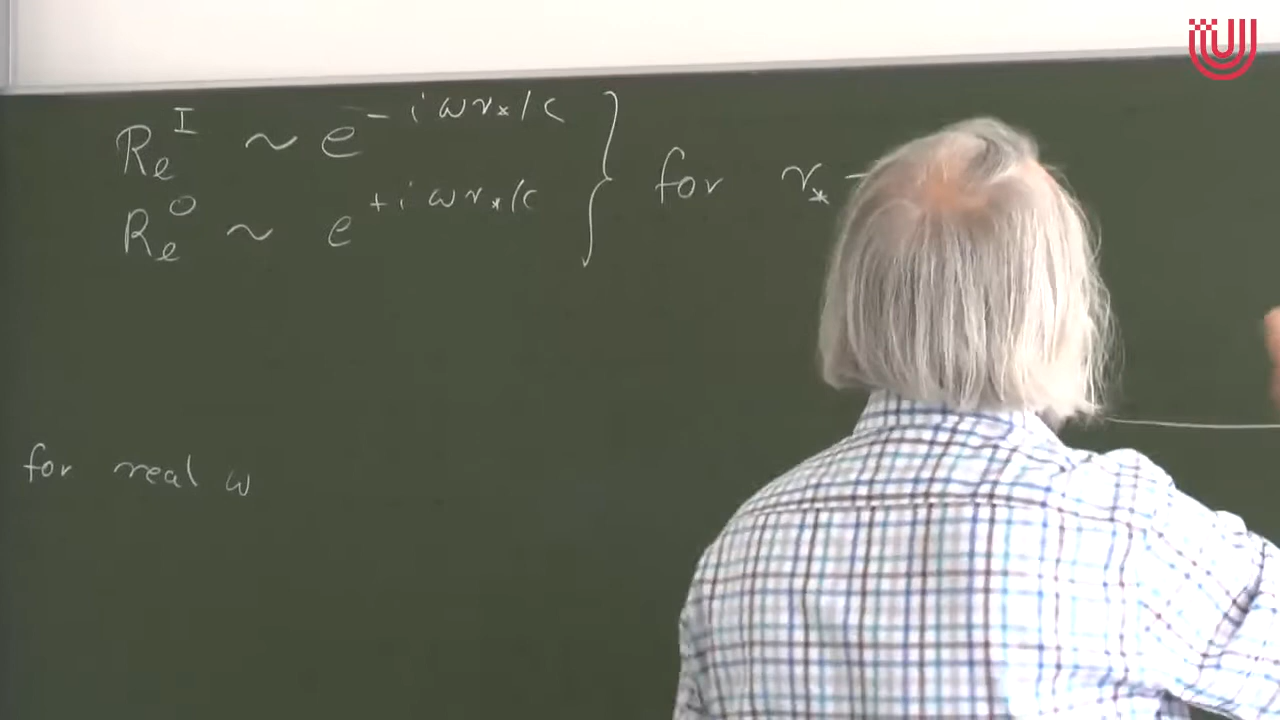 R_e^I ~ e^{-iωr_*/c}
R_e^O ~ e^{+iωr_*/c} } for r_* -
for real ω